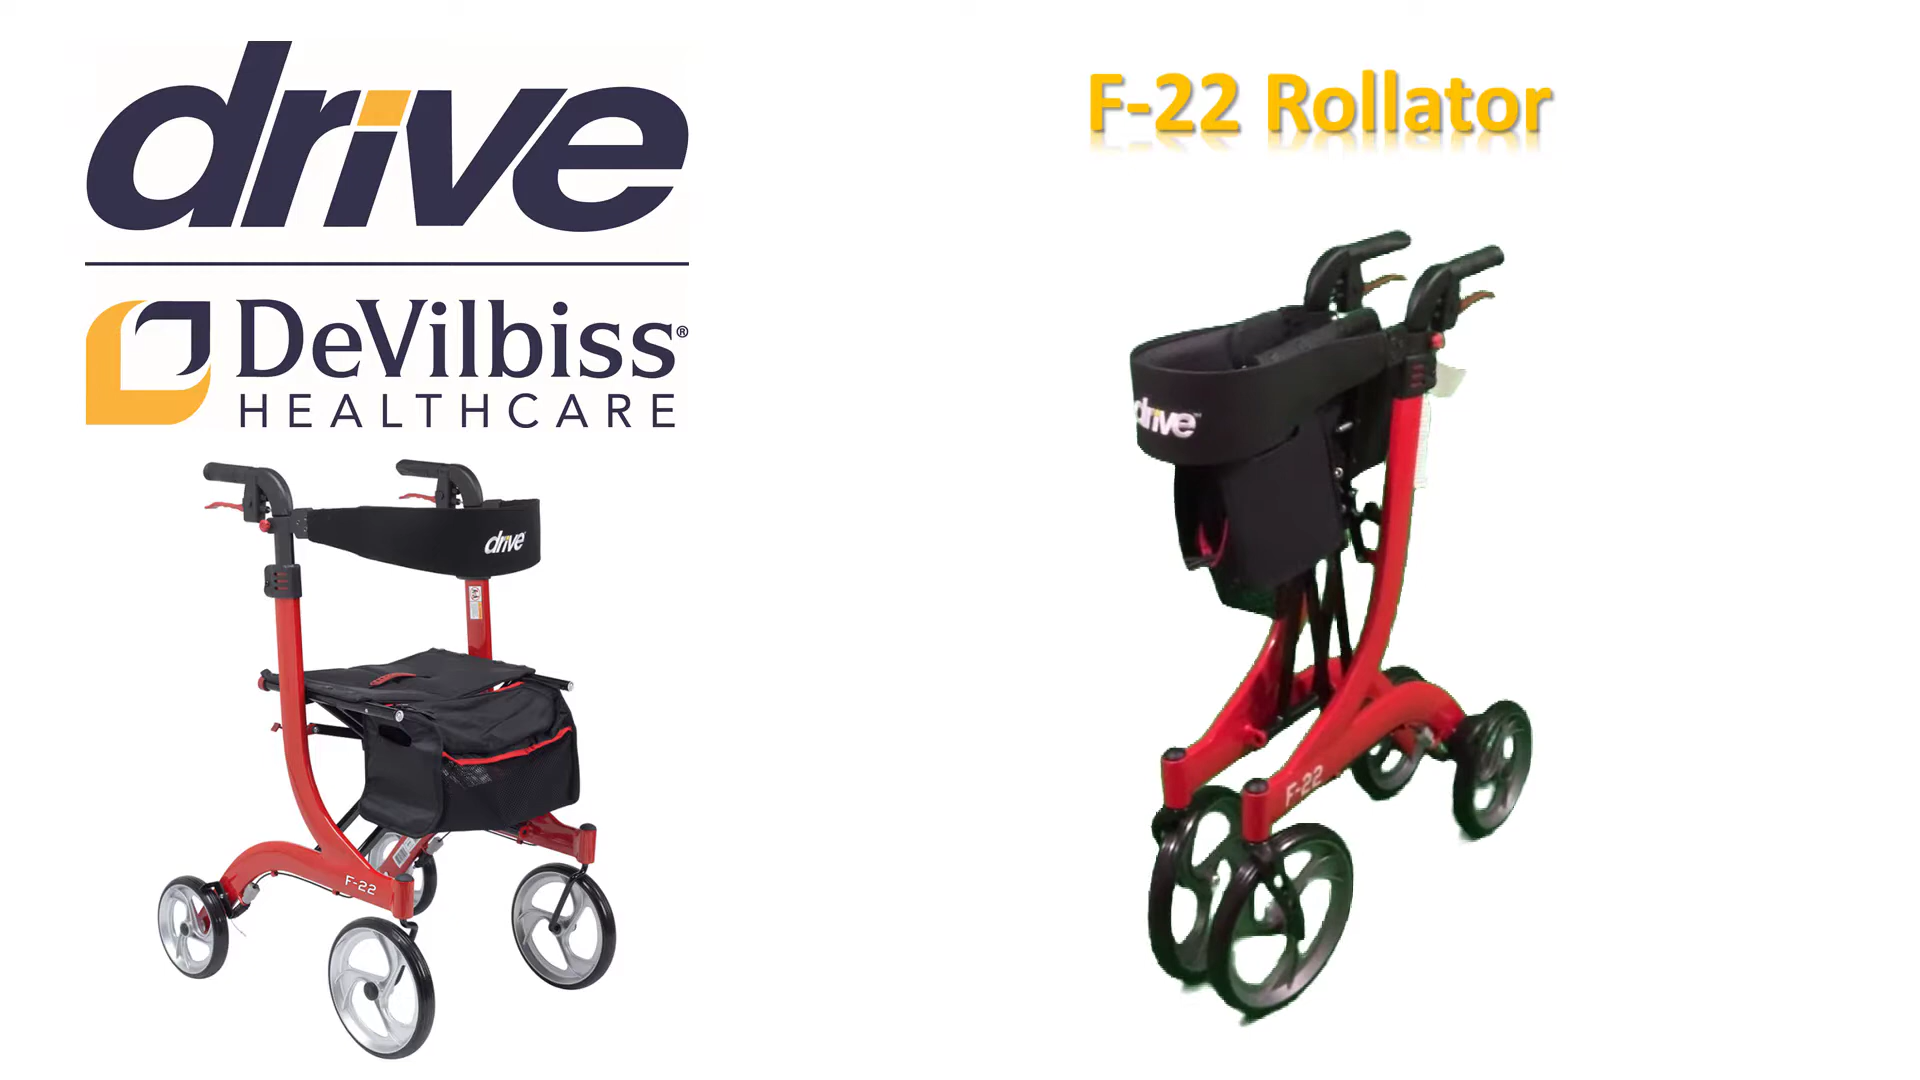 drive
DeVilbiss®
HEALTHCARE
F-22 Rollator
drive
F-22
drive
F-22